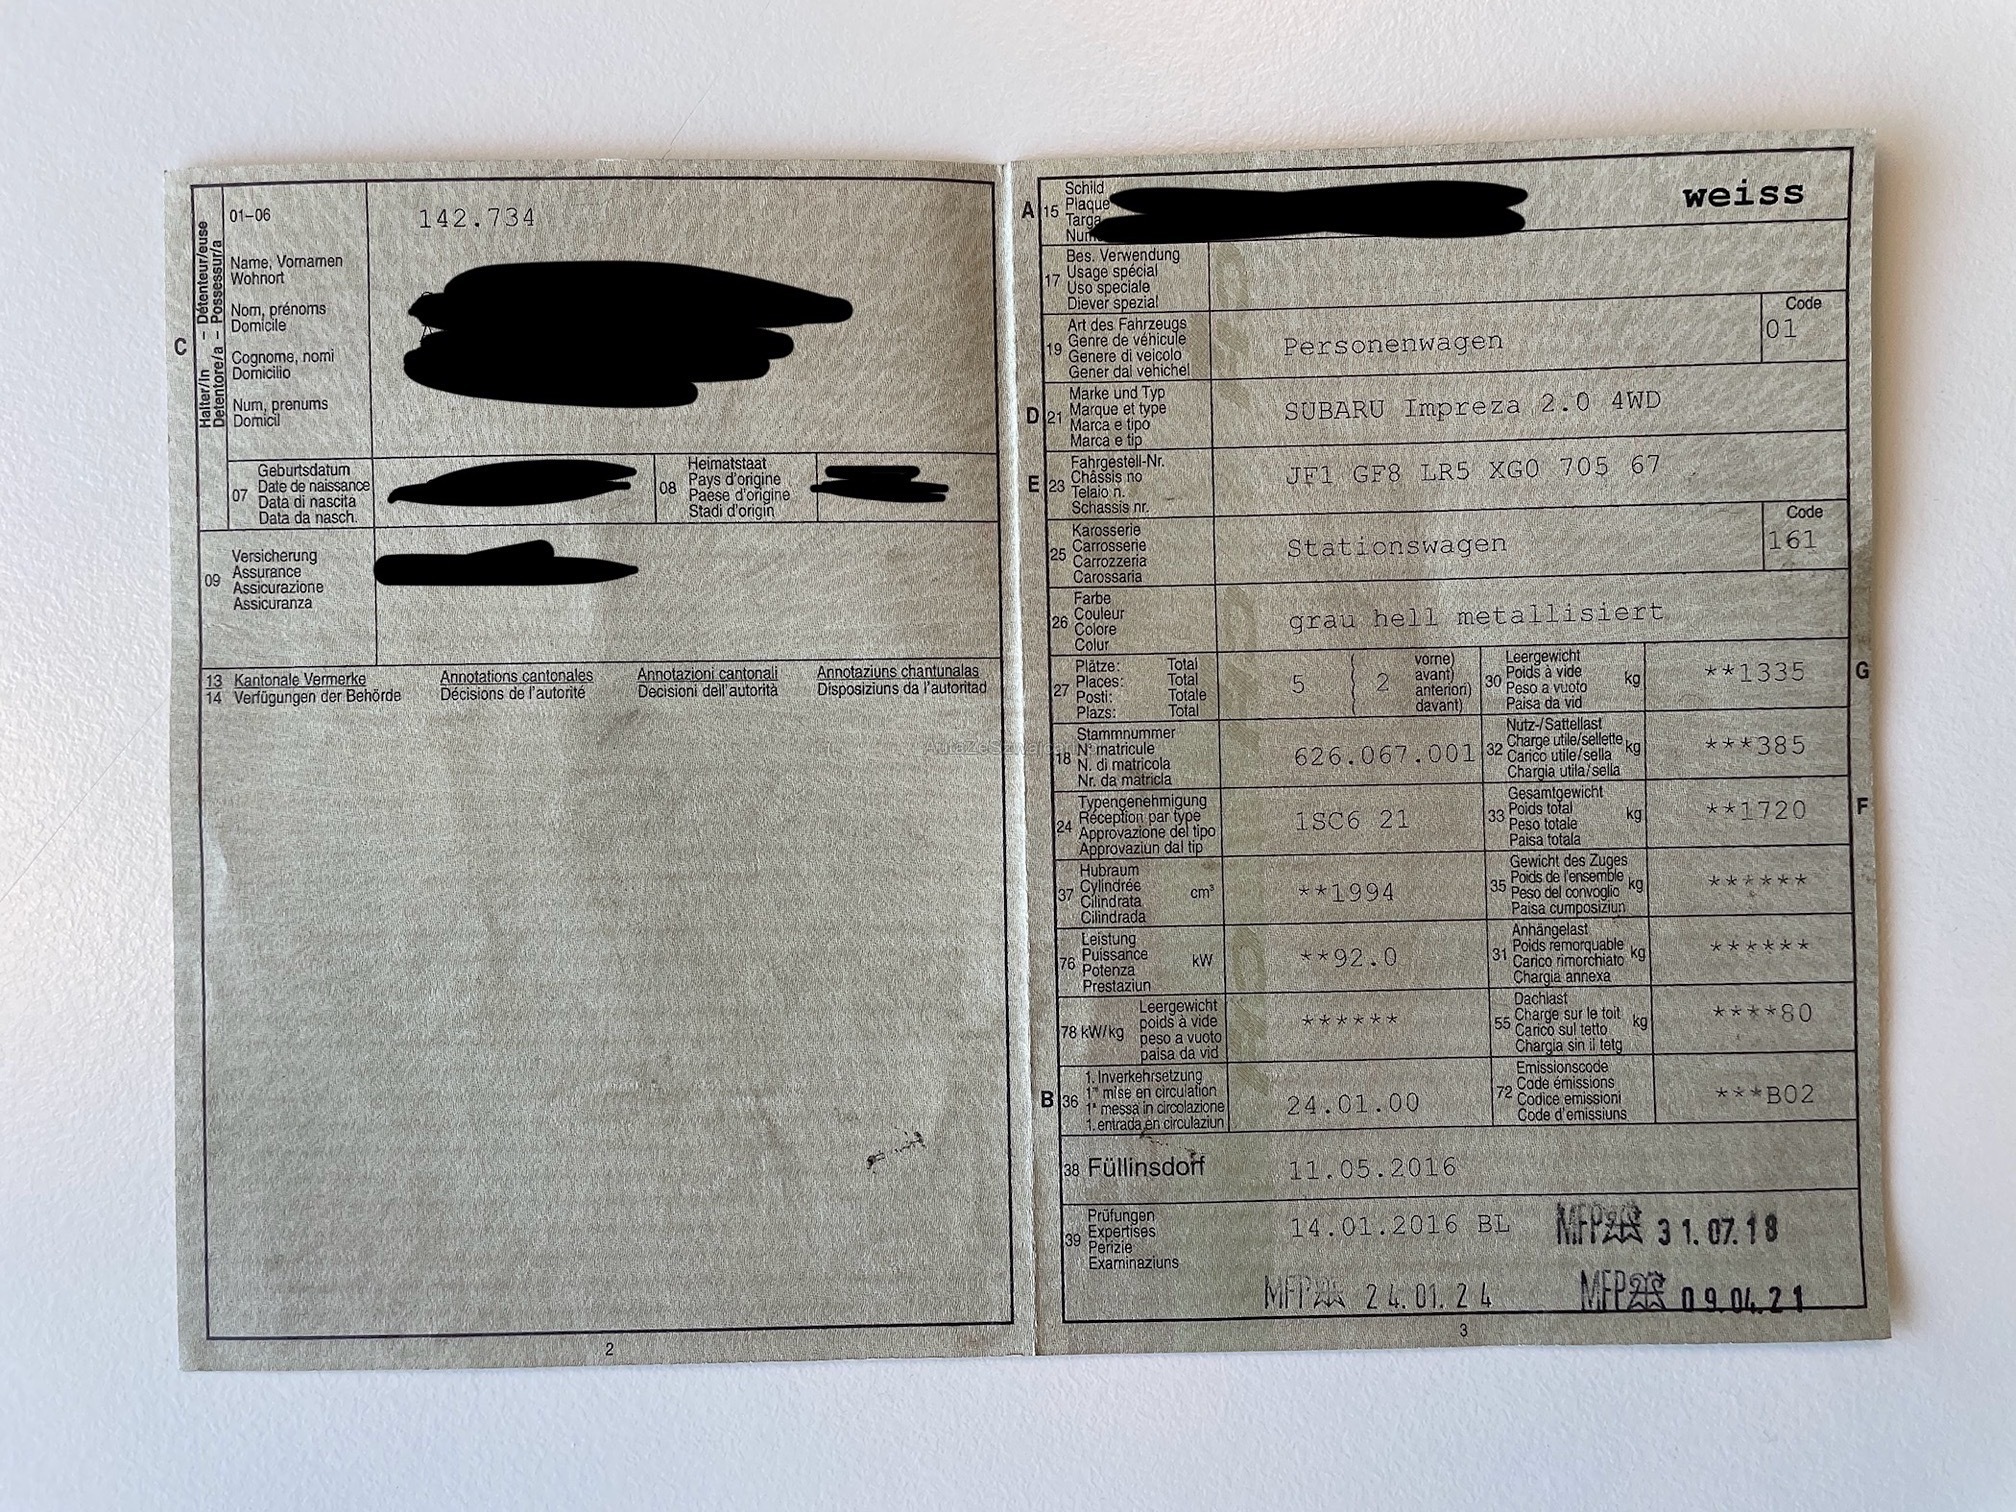 Halter/In – Détenteur/euse
Detentore/a – Possessur/a
C
01–06
142.734
Name, Vornamen
Wohnort
Nom, prénoms
Domicile
Cognome, nomi
Domicilio
Num, prenums
Domicil
07
Geburtsdatum
Date de naissance
Data di nascita
Data da nasch.
08
Heimatstaat
Pays d'origine
Paese d'origine
Stadi d'origin
09
Versicherung
Assurance
Assicurazione
Assicuranza
13 Kantonale Vermerke Annotations cantonales Annotazioni cantonali Annotaziuns chantunalas
14 Verfügungen der Behörde Décisions de l'autorité Decisioni dell'autorità Disposiziuns da l'autoritad
2
A 15
Schild
Plaque
Targa
weiss
17
Bes. Verwendung
Usage spécial
Uso speciale
Diever spezial
19
Art des Fahrzeugs
Genre de véhicule
Genere di veicolo
Gener dal vehichel
Personenwagen
Code
01
D 21
Marke und Typ
Marque et type
Marca e tipo
Marca e tip
SUBARU Impreza 2.0 4WD
E 23
Fahrgestell-Nr.
Châssis no
Telaio n.
Schassis nr.
JF1 GF8 LR5 XG0 705 67
25
Karosserie
Carrosserie
Carrozzeria
Carossaria
Stationswagen
Code
161
26
Farbe
Couleur
Colore
Colur
grau hell metallisiert
27
Plätze: Total
Places: Total
Posti: Totale
Plazs: Total
5 ( 2
vorne)
avant)
anteriori)
davant)
30
Leergewicht
Poids à vide
Peso a vuoto
Paisa da vid
kg
**1335
G
18
Stammnummer
N° matricule
N. di matricola
Nr. da matricla
626.067.001
32
Nutz-/Sattellast
Charge utile/sellette
Carico utile/sella
Chargia utila/sella
kg
***385
24
Typengenehmigung
Réception par type
Approvazione del tipo
Approvaziun dal tip
1SC6 21
33
Gesamtgewicht
Poids total
Peso totale
Paisa totala
kg
**1720
F
37
Hubraum
Cylindrée
Cilindrata
Cilindrada
cm³
**1994
35
Gewicht des Zuges
Poids de l'ensemble
Peso del convoglio
Paisa cumposiziun
kg
******
76
Leistung
Puissance
Potenza
Prestaziun
kW
**92.0
31
Anhängelast
Poids remorquable
Carico rimorchiato
Chargia annexa
kg
******
78 kW/kg
Leergewicht
poids à vide
peso a vuoto
paisa da vid
******
55
Dachlast
Charge sur le toit
Carico sul tetto
Chargia sin il tetg
kg
****80
B 36
1. Inverkehrsetzung
1re mise en circulation
1a messa in circolazione
1. entrada en circulaziun
24.01.00
72
Emissionscode
Code émissions
Codice emissioni
Code d'emissiuns
***B02
38 Füllinsdorf
11.05.2016
39
Prüfungen
Expertises
Perizie
Examinaziuns
14.01.2016 BL
31.07.18
24.01.24
09.04.21
3